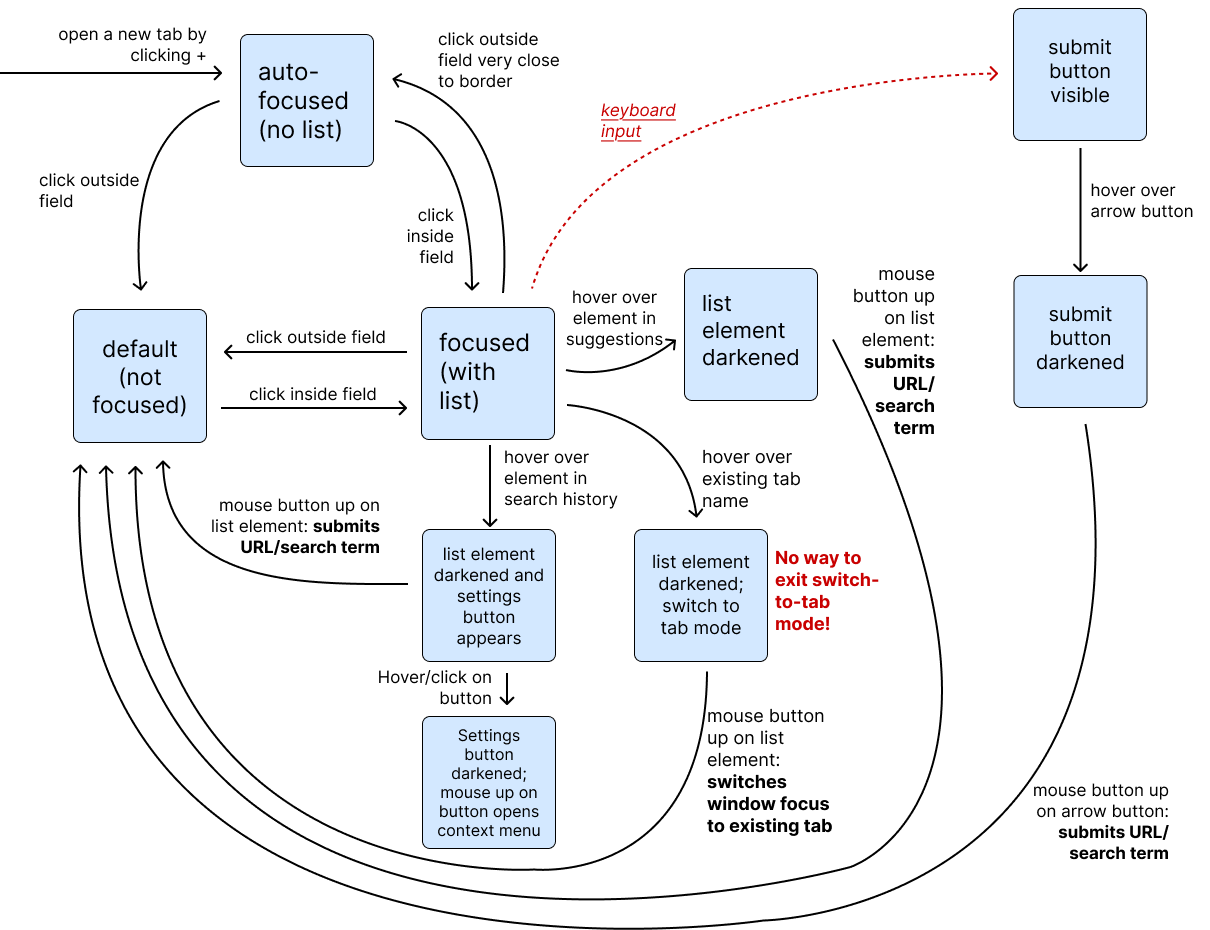 open a new tab by
clicking +
auto-
focused
(no list)
click outside
field very close
to border
submit
button
visible
keyboard
input
click outside
field
click
inside
field
hover over
arrow button
default
(not
focused)
click outside field
click inside field
focused
(with
list)
hover over
element in
suggestions
list
element
darkened
mouse
button up
on list
element:
submits
URL/
search
term
submit
button
darkened
hover over
element in
search history
hover over
existing tab
name
mouse button up on
list element: submits
URL/search term
list element
darkened and
settings
button
appears
list element
darkened;
switch to
tab mode
No way to
exit switch-
to-tab
mode!
Hover/click on
button
Settings
button
darkened;
mouse up on
button opens
context menu
mouse button
up on list
element:
switches
window focus
to existing tab
mouse button up
on arrow button:
submits URL/
search term